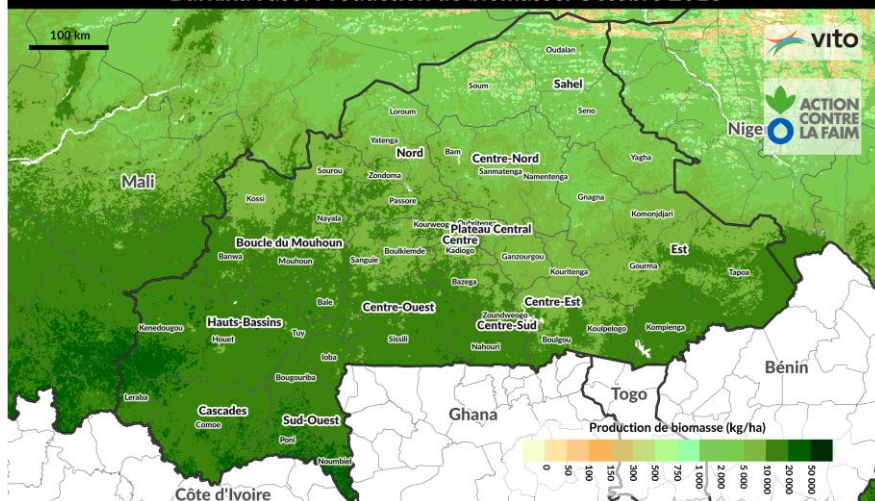 100 km
vito
ACTION
CONTRE
LA FAIM
Oudalan
Soum
Sahel
Seno
Loroum
Nige
Yatenga
Nord
Bam
Centre-Nord
Yagha
Mali
Sourou
Zondoma
Sanmatenga
Namentenga
Kossi
Passore
Gnagna
Komonjdjari
Nayala
Kourweog
Plateau Central
Boucle du Mouhoun
Centre
Est
Banwa
Mouhoun
Boulkiemde
Kadiogo
Ganzourgou
Sanguie
Kouritenga
Gourma
Tapoa
Bazega
Bale
Centre-Ouest
Centre-Est
Zoundweogo
Hauts-Bassins
Centre-Sud
Kenedougou
Houet
Tuy
Sissili
Nahouri
Boulgou
Koulpelogo
Kompienga
Ioba
Bougouriba
Bénin
Togo
Leraba
Ghana
Cascades
Comoe
Sud-Ouest
Poni
Noumbiel
Côte d'Ivoire
Production de biomasse (kg/ha)
0
50
100
150
300
500
750
1 000
2 000
5 000
10 000
20 000
50 000